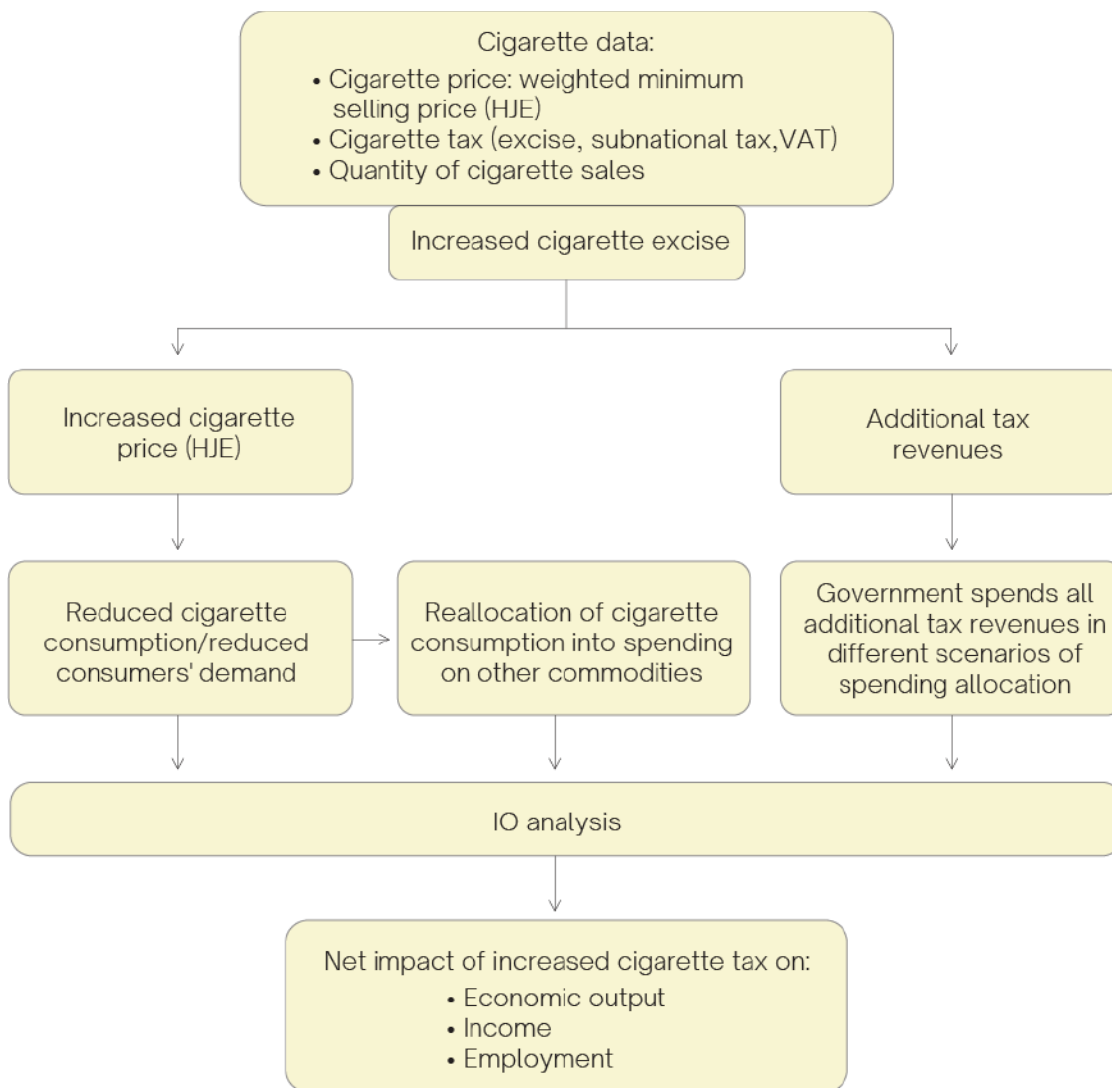 Cigarette data:
• Cigarette price: weighted minimum
selling price (HJE)
• Cigarette tax (excise, subnational tax,VAT)
• Quantity of cigarette sales
Increased cigarette excise
Increased cigarette
price (HJE)
Additional tax
revenues
Reduced cigarette
consumption/reduced
consumers' demand
Reallocation of cigarette
consumption into spending
on other commodities
Government spends all
additional tax revenues in
different scenarios of
spending allocation
IO analysis
Net impact of increased cigarette tax on:
• Economic output
• Income
• Employment